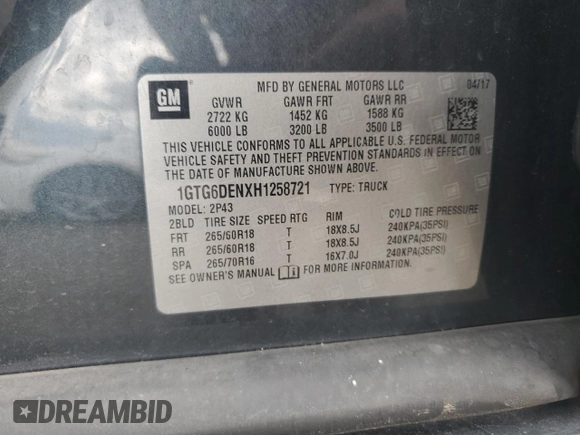 GM
MFD BY GENERAL MOTORS LLC 04/17
GVWR GAWR FRT GAWR RR
2722 KG 1452 KG 1588 KG
6000 LB 3200 LB 3500 LB
THIS VEHICLE CONFORMS TO ALL APPLICABLE U.S. FEDERAL MOTOR
VEHICLE SAFETY AND THEFT PREVENTION STANDARDS IN EFFECT ON
THE DATE OF MANUFACTURE SHOWN ABOVE.
1GTG6DENXH1258721 TYPE: TRUCK
MODEL: 2P43
2BLD TIRE SIZE SPEED RTG RIM COLD TIRE PRESSURE
FRT 265/60R18 T 18X8.5J 240KPA(35PSI)
RR 265/60R18 T 18X8.5J 240KPA(35PSI)
SPA 265/70R16 T 16X7.0J 240KPA(35PSI)
SEE OWNER'S MANUAL FOR MORE INFORMATION.
DREAMBID